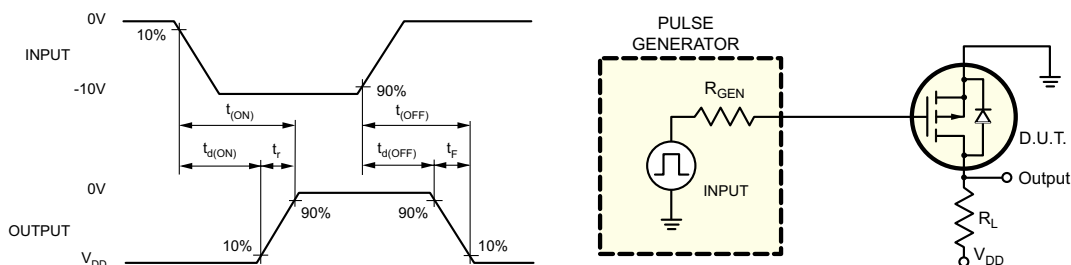 0V
10%
INPUT
-10V
90%
t(ON)
t(OFF)
td(ON)
tr
td(OFF)
tF
0V
90%
90%
OUTPUT
10%
10%
VDD
PULSE
GENERATOR
RGEN
INPUT
D.U.T.
Output
RL
VDD